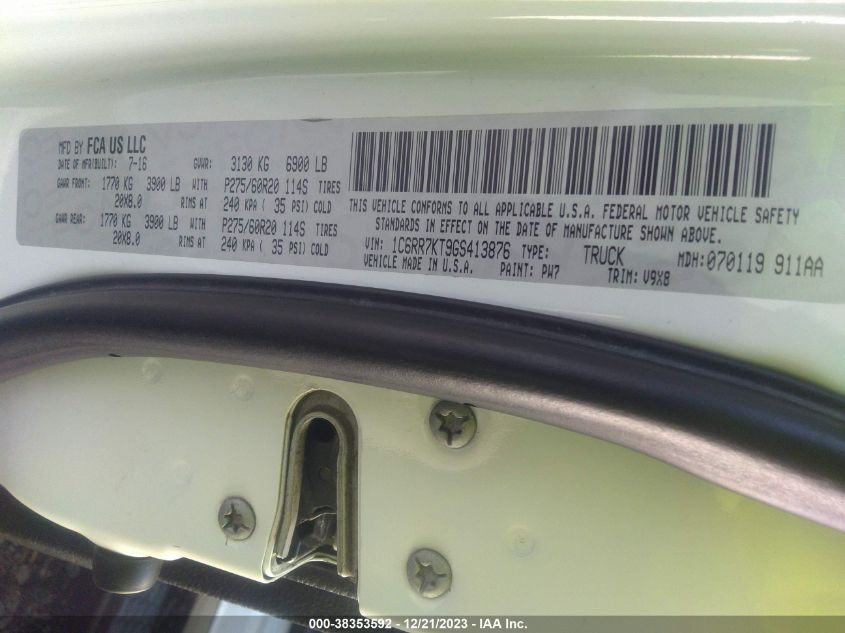 MFD BY FCA US LLC
DATE OF MFR(BUILT): 7-16 GVWR: 3130 KG 6900 LB
GAWR FRONT: 1770 KG 3900 LB WITH P275/60R20 114S TIRES
20X8.0 RIMS AT 240 KPA ( 35 PSI) COLD
GAWR REAR: 1770 KG 3900 LB WITH P275/60R20 114S TIRES
20X8.0 RIMS AT 240 KPA ( 35 PSI) COLD
THIS VEHICLE CONFORMS TO ALL APPLICABLE U.S.A. FEDERAL MOTOR VEHICLE SAFETY
STANDARDS IN EFFECT ON THE DATE OF MANUFACTURE SHOWN ABOVE.
VIN: 1C6RR7KT9GS413876 TYPE: TRUCK MDH: 070119 911AA
VEHICLE MADE IN U.S.A. PAINT: PW7 TRIM: V9X8
000-38353592 - 12/21/2023 - IAA Inc.